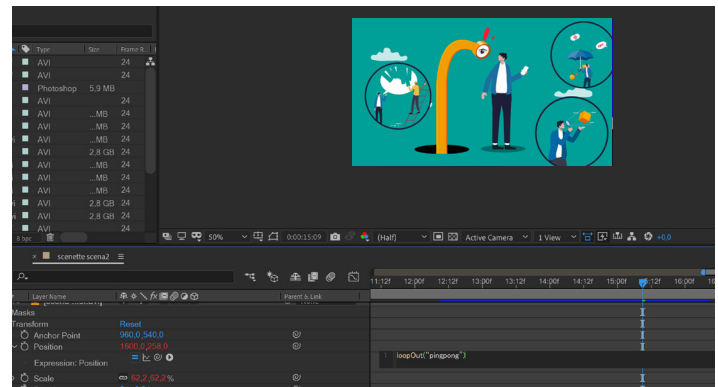 Type Size Frame R...
AVI 24
AVI 24
Photoshop 5,9 MB
AVI 24
AVI ...MB 24
AVI ...MB 24
AVI 2,8 GB 24
AVI ...MB 24
AVI ...MB 24
AVI 2,8 GB 24
AVI 2,8 GB 24
AVI 24
8 bpc
50% 0:00:15:09 (Half) Active Camera 1 View +0,0
× scenette scena2
11:12f 12:00f 12:12f 13:00f 13:12f 14:00f 14:12f 15:00f 15:12f 16:00f
Layer Name Parent & Link
Masks
Transform Reset
Anchor Point 960,0,540,0
Position 1600,0,258,0
Expression: Position
1 loopOut("pingpong")
Scale 62,2,62,2%